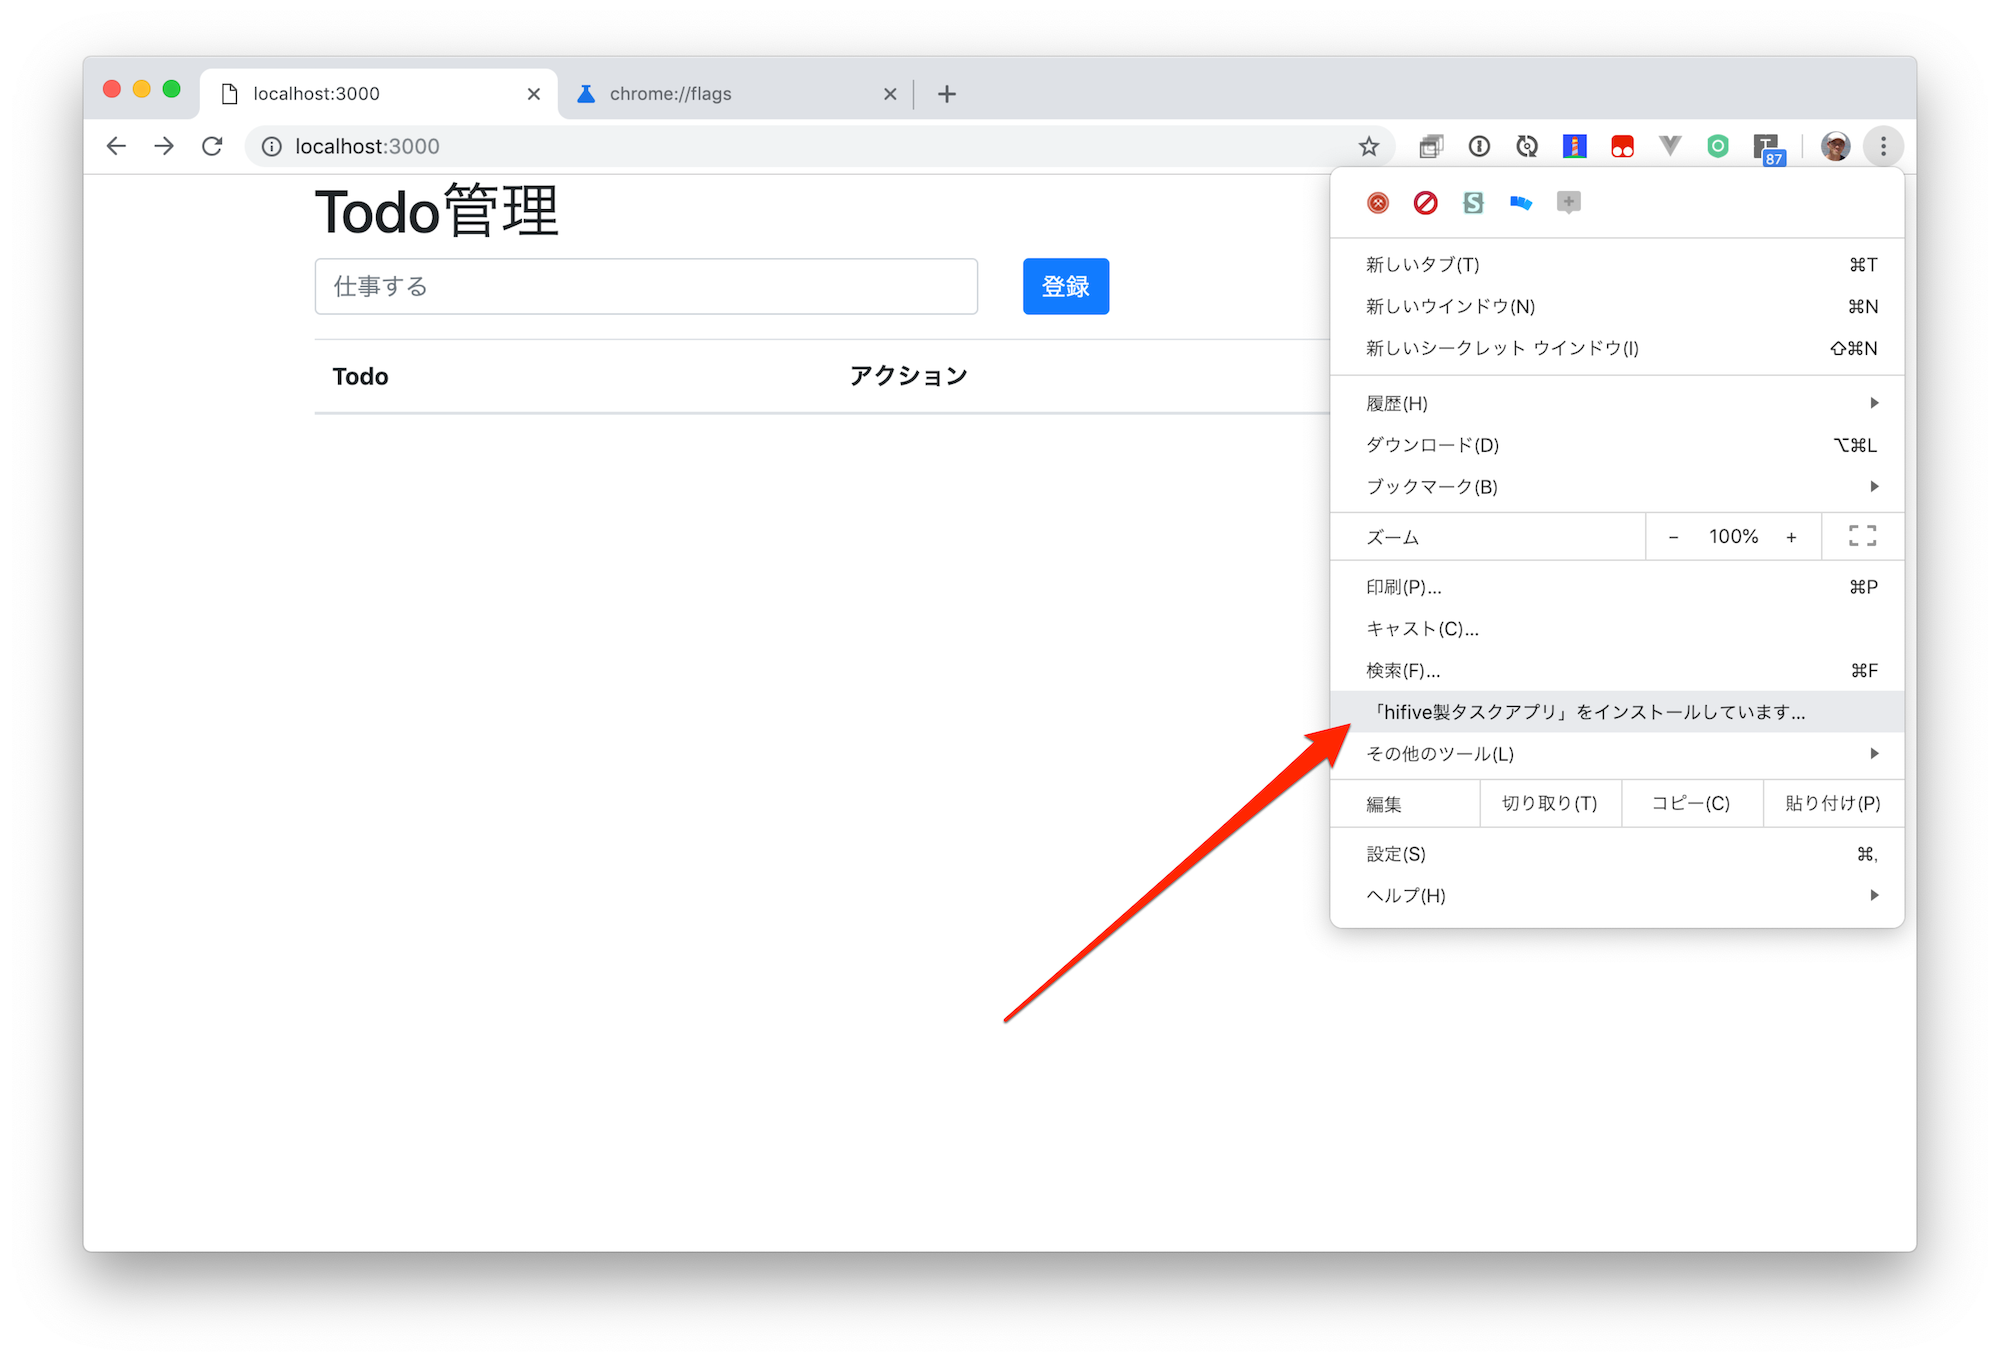 localhost:3000
chrome://flags
localhost:3000
87
Todo管理
仕事する
登録
Todo アクション
新しいタブ(T) ⌘T
新しいウインドウ(N) ⌘N
新しいシークレット ウインドウ(I) ⇧⌘N
履歴(H)
ダウンロード(D) ⌥⌘L
ブックマーク(B)
ズーム - 100% +
印刷(P)... ⌘P
キャスト(C)...
検索(F)... ⌘F
「hifive製タスクアプリ」をインストールしています...
その他のツール(L)
編集 切り取り(T) コピー(C) 貼り付け(P)
設定(S) ⌘,
ヘルプ(H)